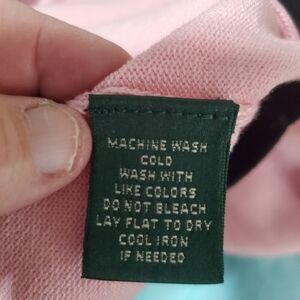 MACHINE WASH
COLD
WASH WITH
LIKE COLORS
DO NOT BLEACH
LAY FLAT TO DRY
COOL IRON
IF NEEDED